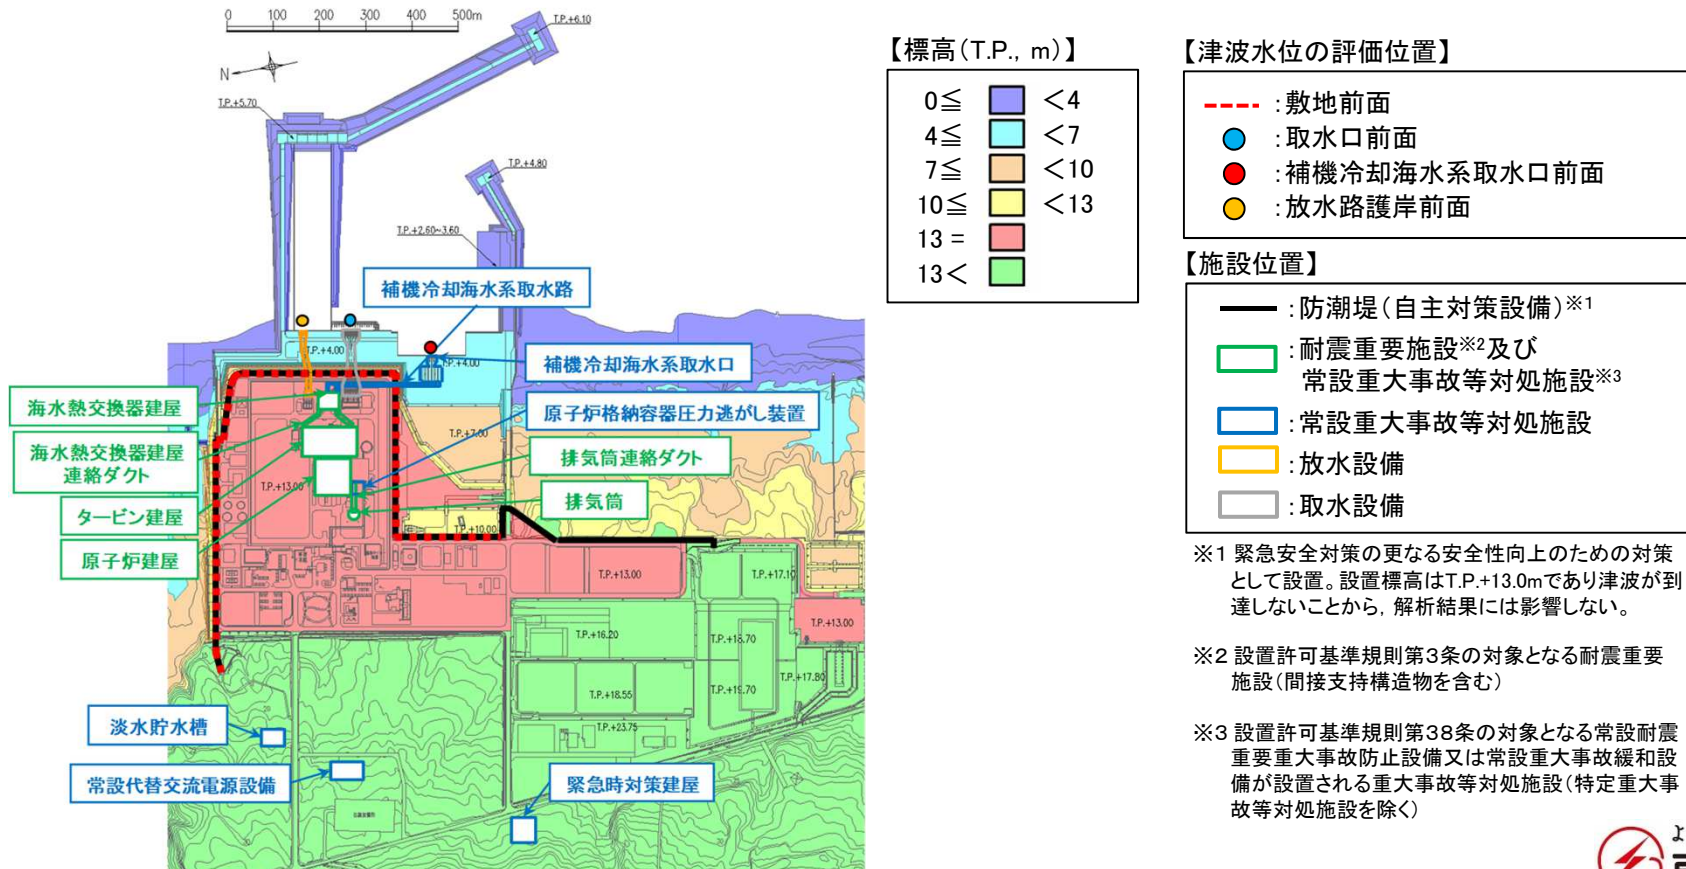 0 100 200 300 400 500m
N
T.P.+6.10
T.P.+5.70
T.P.+4.80
T.P.+2.60~3.60
補機冷却海水系取水路
T.P.+4.00
T.P.+4.00
補機冷却海水系取水口
海水熱交換器建屋
原子炉格納容器圧力逃がし装置
T.P.+7.00
海水熱交換器建屋
連絡ダクト
排気筒連絡ダクト
T.P.+13.00
排気筒
タービン建屋
T.P.+10.00
原子炉建屋
T.P.+13.00
T.P.+17.10
T.P.+13.00
T.P.+16.20
T.P.+18.70
T.P.+17.80
T.P.+18.55
T.P.+19.70
T.P.+23.75
淡水貯水槽
常設代替交流電源設備
緊急時対策建屋
【標高(T.P., m)】
0≦ <4
4≦ <7
7≦ <10
10≦ <13
13 =
13<
【津波水位の評価位置】
:敷地前面
:取水口前面
:補機冷却海水系取水口前面
:放水路護岸前面
【施設位置】
:防潮堤(自主対策設備)※1
:耐震重要施設※2及び
常設重大事故等対処施設※3
:常設重大事故等対処施設
:放水設備
:取水設備
※1 緊急安全対策の更なる安全性向上のための対策
として設置。設置標高はT.P.+13.0mであり津波が到
達しないことから, 解析結果には影響しない。
※2 設置許可基準規則第3条の対象となる耐震重要
施設(間接支持構造物を含む)
※3 設置許可基準規則第38条の対象となる常設耐震
重要重大事故防止設備又は常設重大事故緩和設
備が設置される重大事故等対処施設(特定重大事
故等対処施設を除く)
よ